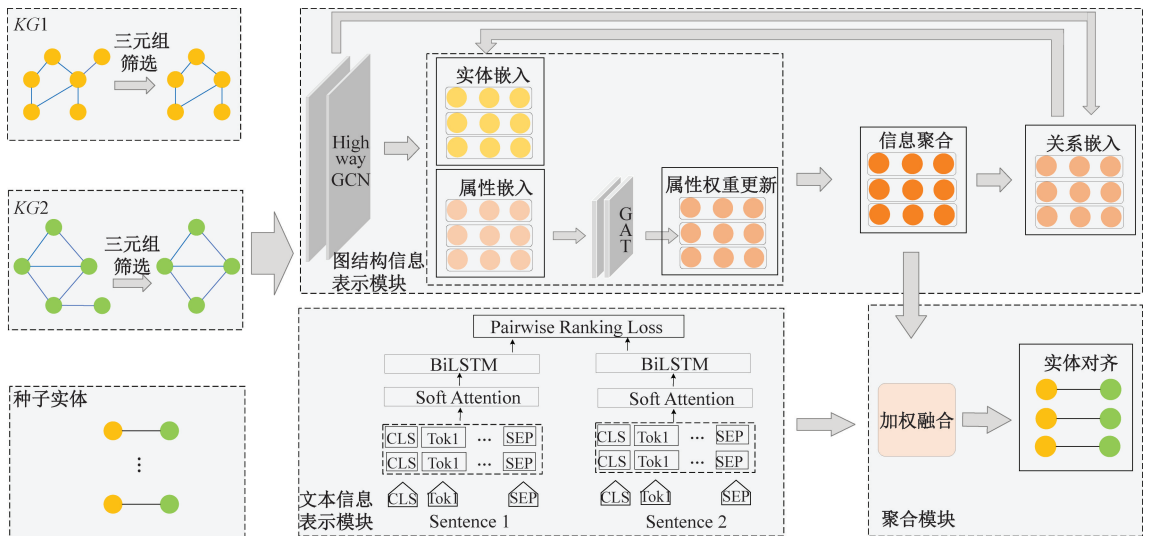 KG1
三元组
筛选
KG2
三元组
筛选
种子实体
⋮
High
way
GCN
实体嵌入
属性嵌入
GAT
属性权重更新
信息聚合
关系嵌入
图结构信息
表示模块
Pairwise Ranking Loss
BiLSTM
Soft Attention
CLS Tok1 … SEP
CLS Tok1 … SEP
CLS Tok1 SEP
Sentence 1
BiLSTM
Soft Attention
CLS Tok1 … SEP
CLS Tok1 … SEP
CLS Tok1 SEP
Sentence 2
文本信息
表示模块
加权融合
实体对齐
聚合模块